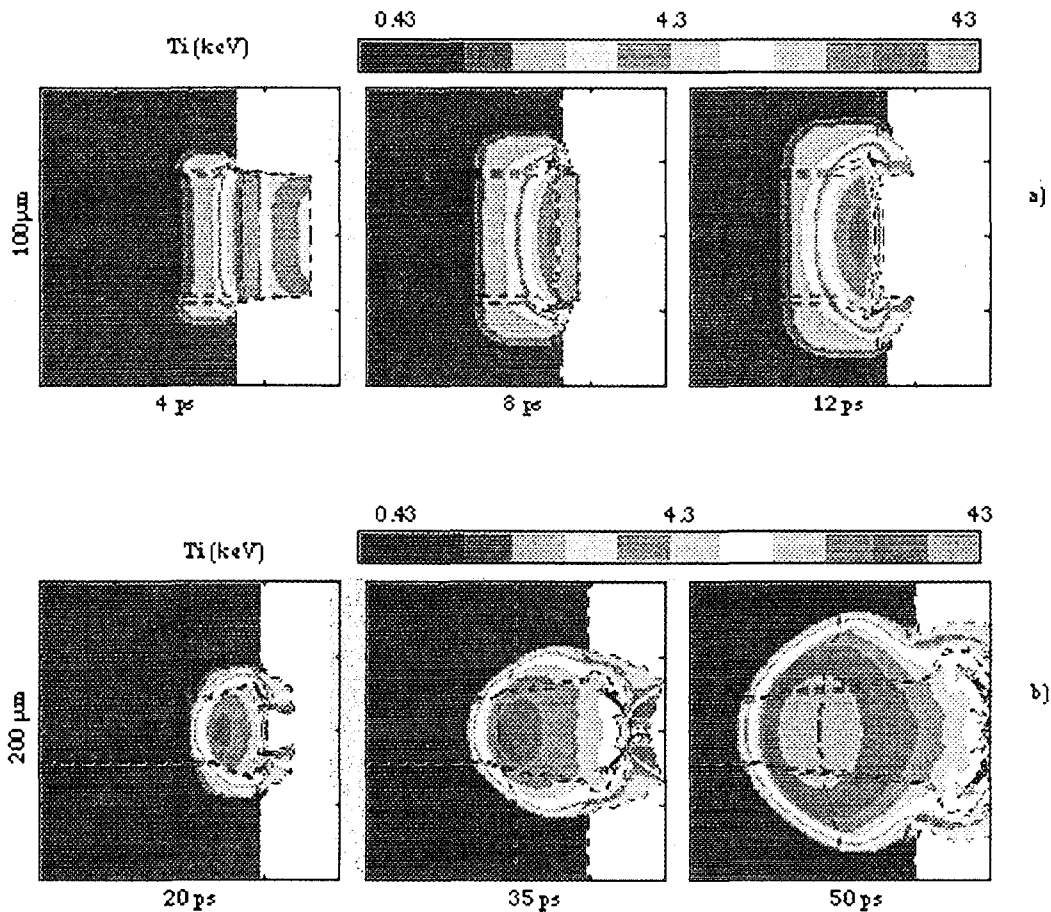 0.43 4.3 43
Ti (keV)
100µm
a)
4 ps 8 ps 12 ps
0.43 4.3 43
Ti (keV)
200 µm
b)
20 ps 35 ps 50 ps